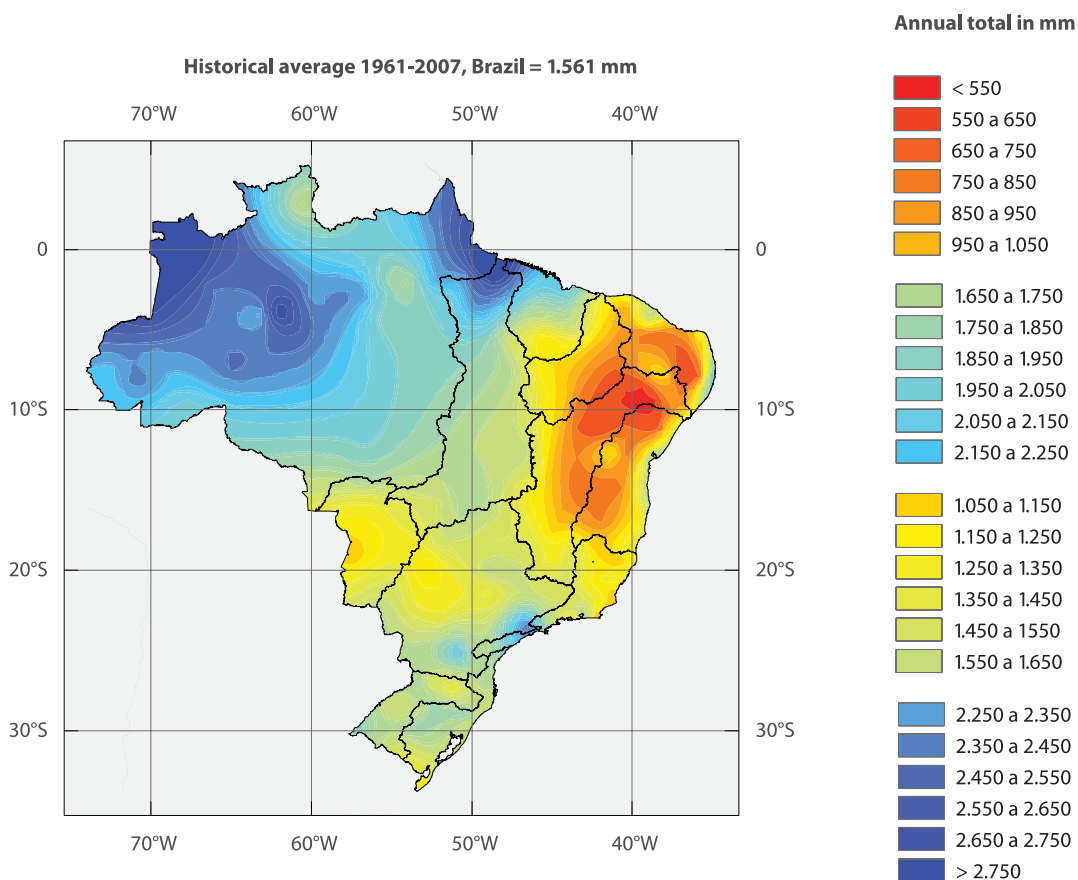 Annual total in mm
Historical average 1961-2007, Brazil = 1.561 mm
70°W 60°W 50°W 40°W
0 0
10°S 10°S
20°S 20°S
30°S 30°S
70°W 60°W 50°W 40°W
< 550
550 a 650
650 a 750
750 a 850
850 a 950
950 a 1.050
1.650 a 1.750
1.750 a 1.850
1.850 a 1.950
1.950 a 2.050
2.050 a 2.150
2.150 a 2.250
1.050 a 1.150
1.150 a 1.250
1.250 a 1.350
1.350 a 1.450
1.450 a 1550
1.550 a 1.650
2.250 a 2.350
2.350 a 2.450
2.450 a 2.550
2.550 a 2.650
2.650 a 2.750
> 2.750